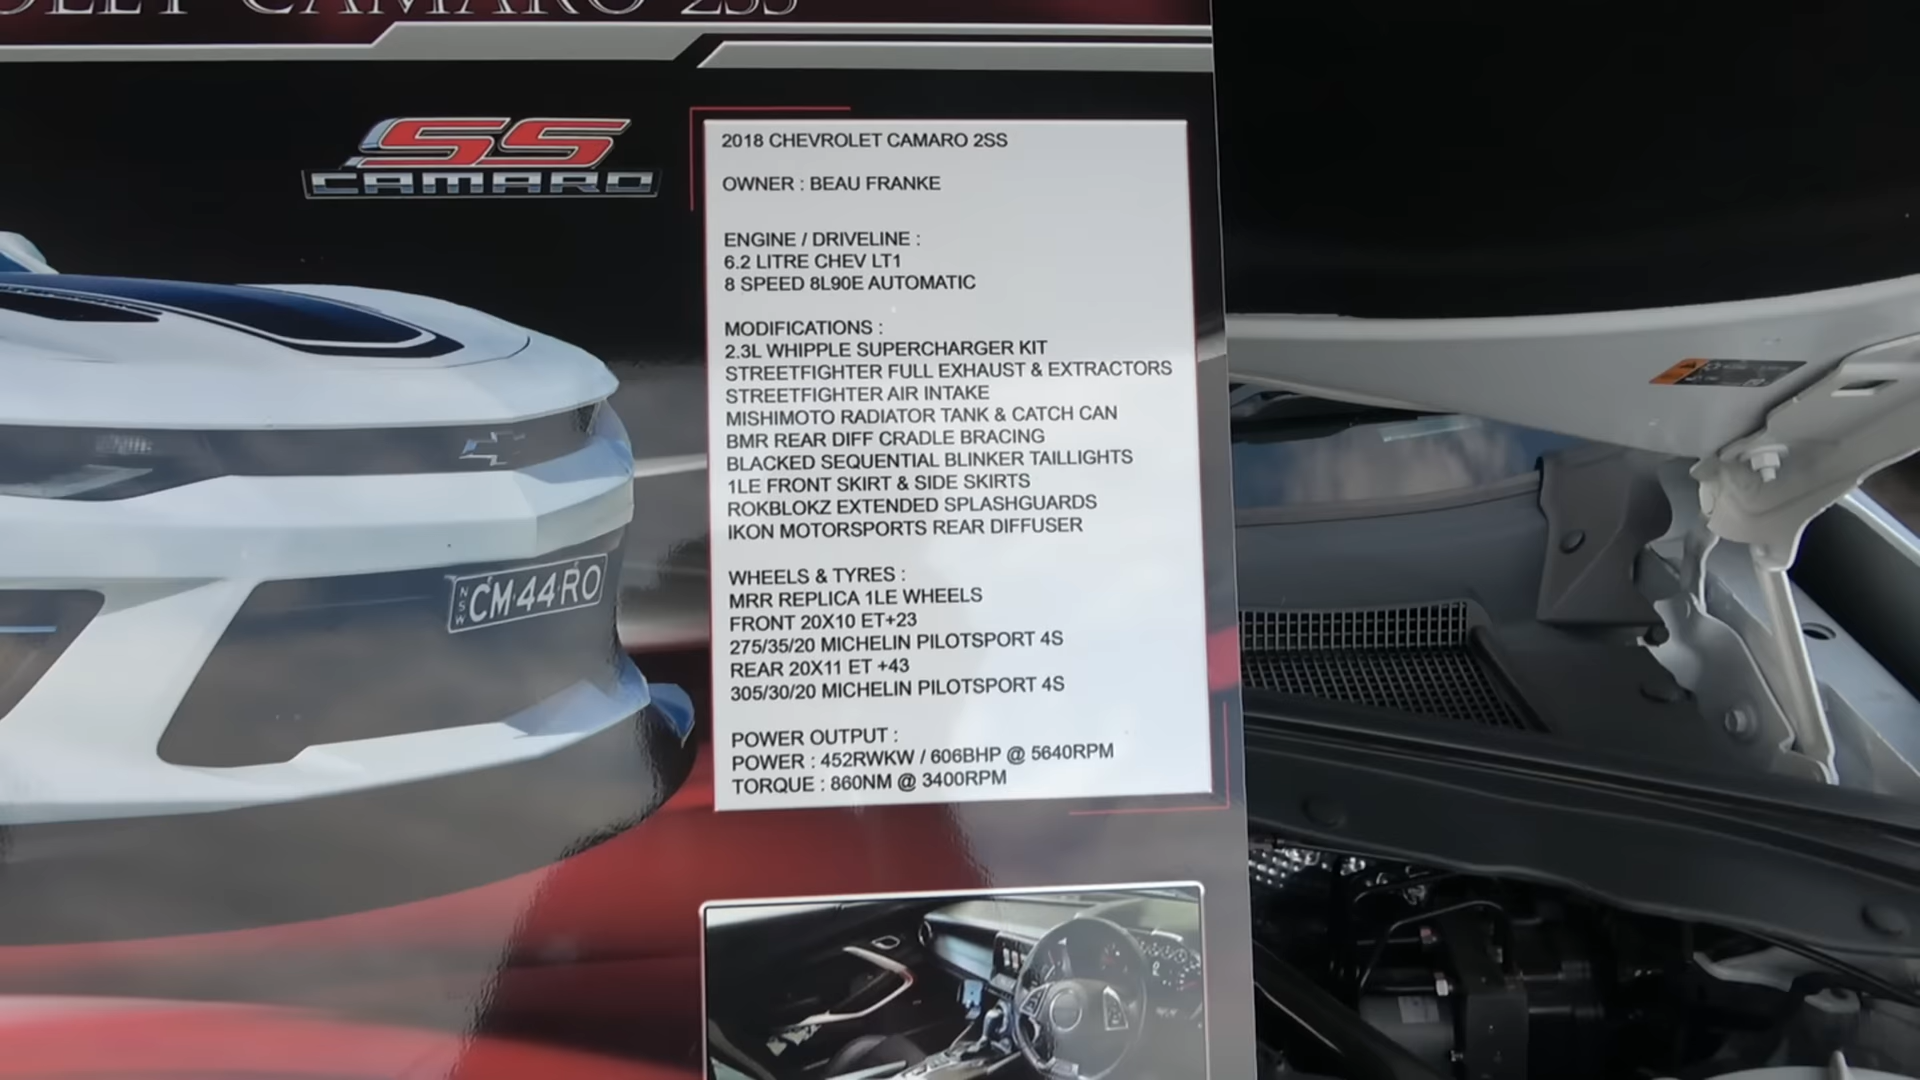 CAMARO 2SS
SS
CAMARO
2018 CHEVROLET CAMARO 2SS
OWNER : BEAU FRANKE
ENGINE / DRIVELINE :
6.2 LITRE CHEV LT1
8 SPEED 8L90E AUTOMATIC
MODIFICATIONS :
2.3L WHIPPLE SUPERCHARGER KIT
STREETFIGHTER FULL EXHAUST & EXTRACTORS
STREETFIGHTER AIR INTAKE
MISHIMOTO RADIATOR TANK & CATCH CAN
BMR REAR DIFF CRADLE BRACING
BLACKED SEQUENTIAL BLINKER TAILLIGHTS
1LE FRONT SKIRT & SIDE SKIRTS
ROKBLOKZ EXTENDED SPLASHGUARDS
IKON MOTORSPORTS REAR DIFFUSER
WHEELS & TYRES :
MRR REPLICA 1LE WHEELS
FRONT 20X10 ET+23
275/35/20 MICHELIN PILOTSPORT 4S
REAR 20X11 ET +43
305/30/20 MICHELIN PILOTSPORT 4S
POWER OUTPUT :
POWER : 452RWKW / 606BHP @ 5640RPM
TORQUE : 860NM @ 3400RPM
NSW CM·44·RO